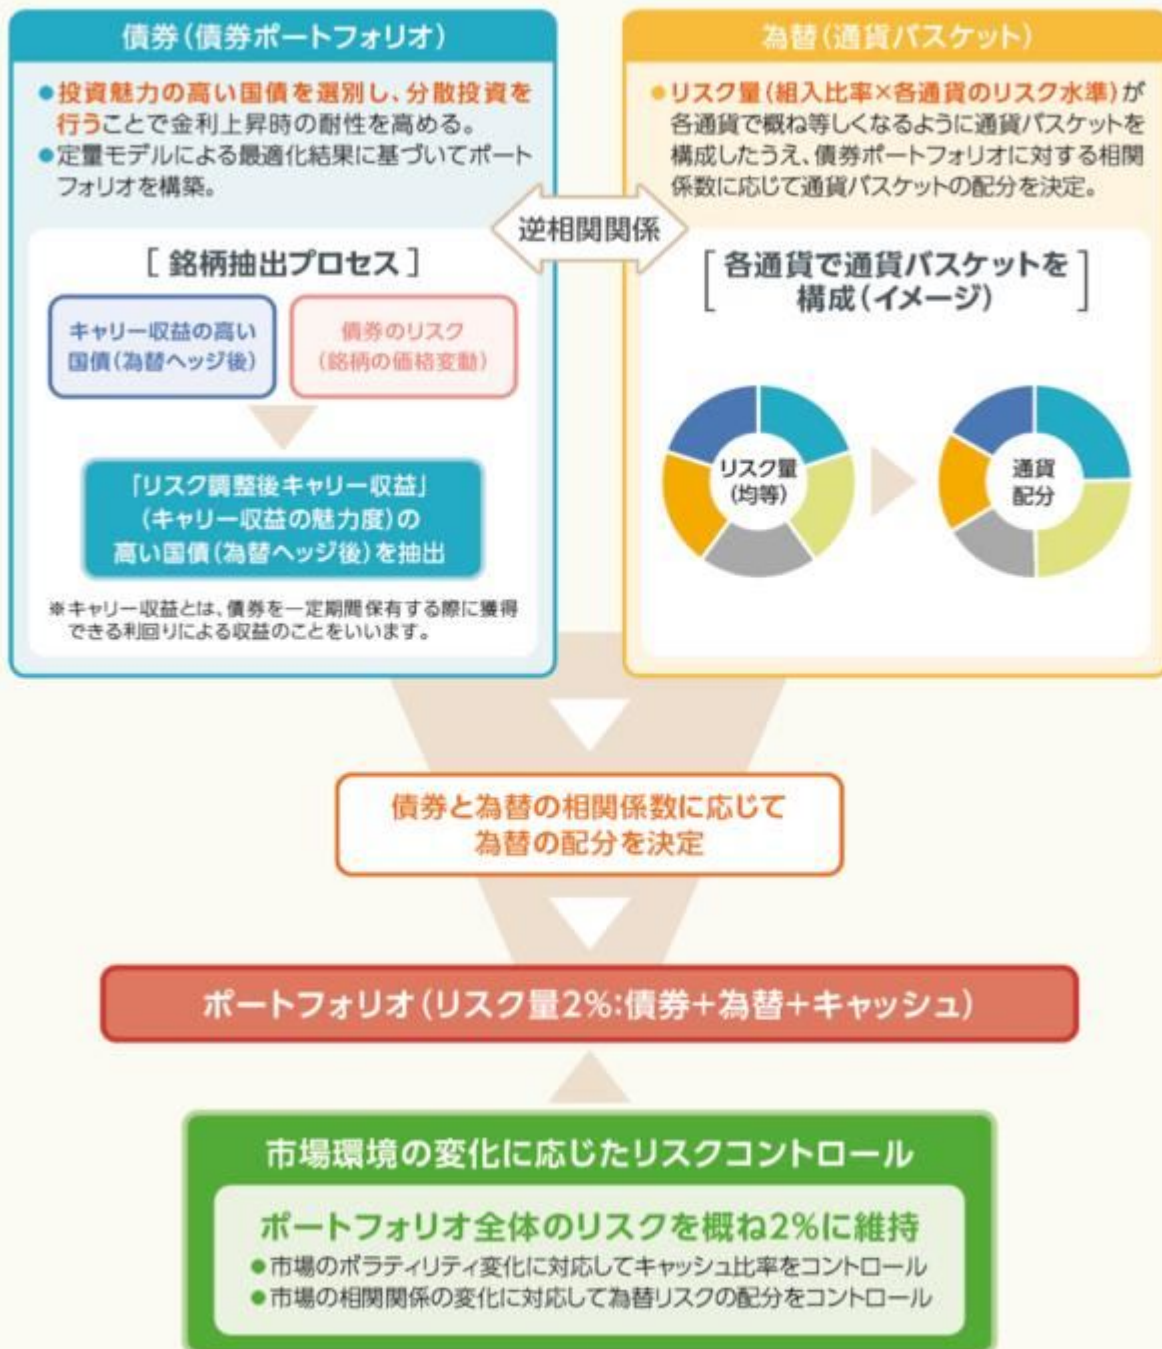 債券(債券ポートフォリオ)
●投資魅力の高い国債を選別し、分散投資を
行うことで金利上昇時の耐性を高める。
●定量モデルによる最適化結果に基づいてポート
フォリオを構築。
[銘柄抽出プロセス]
キャリー収益の高い
国債(為替ヘッジ後)
債券のリスク
(銘柄の価格変動)
「リスク調整後キャリー収益」
(キャリー収益の魅力度)の
高い国債(為替ヘッジ後)を抽出
※キャリー収益とは、債券を一定期間保有する際に獲得
できる利回りによる収益のことをいいます。
逆相関関係
為替(通貨バスケット)
●リスク量(組入比率×各通貨のリスク水準)が
各通貨で概ね等しくなるように通貨バスケットを
構成したうえ、債券ポートフォリオに対する相関
係数に応じて通貨バスケットの配分を決定。
[各通貨で通貨バスケットを
構成(イメージ)]
リスク量
(均等)
通貨
配分
債券と為替の相関係数に応じて
為替の配分を決定
ポートフォリオ(リスク量2%:債券+為替+キャッシュ)
市場環境の変化に応じたリスクコントロール
ポートフォリオ全体のリスクを概ね2%に維持
●市場のボラティリティ変化に対応してキャッシュ比率をコントロール
●市場の相関関係の変化に対応して為替リスクの配分をコントロール